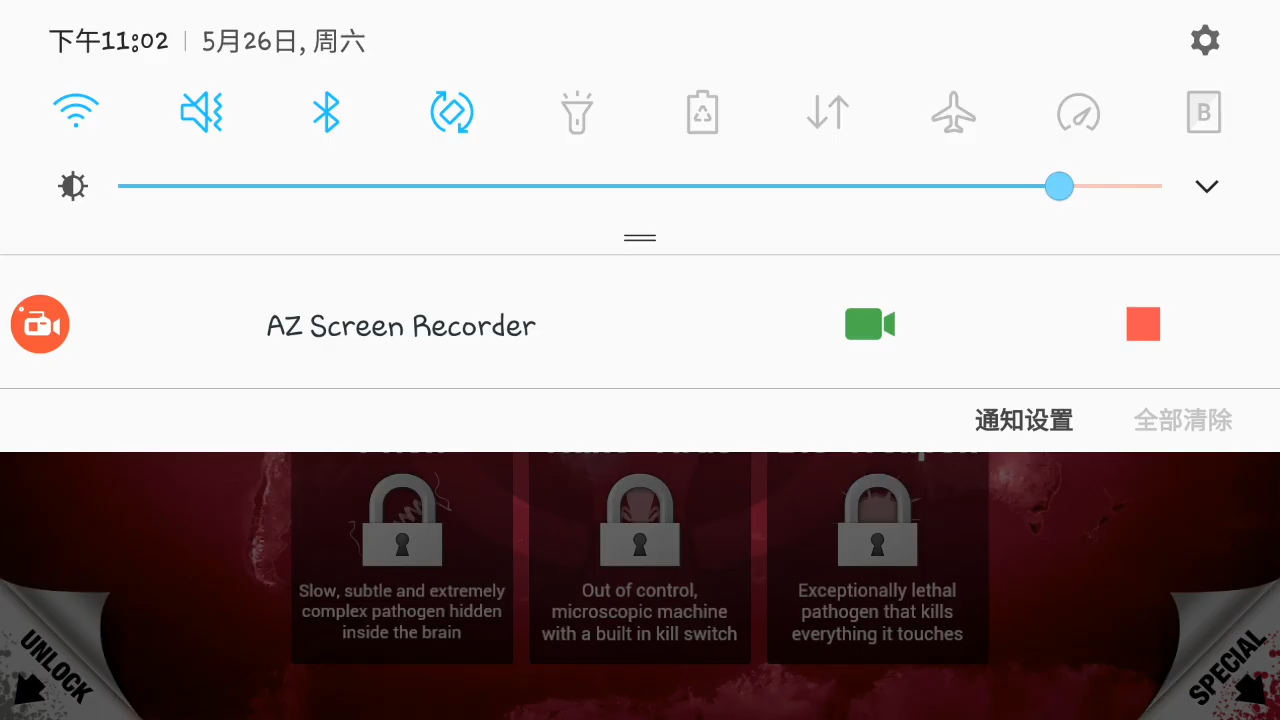 下午11:02 | 5月26日, 周六
B
AZ Screen Recorder
通知设置 全部清除
Slow, subtle and extremely
complex pathogen hidden
inside the brain
Out of control,
microscopic machine
with a built in kill switch
Exceptionally lethal
pathogen that kills
everything it touches
UNLOCK
SPECIAL